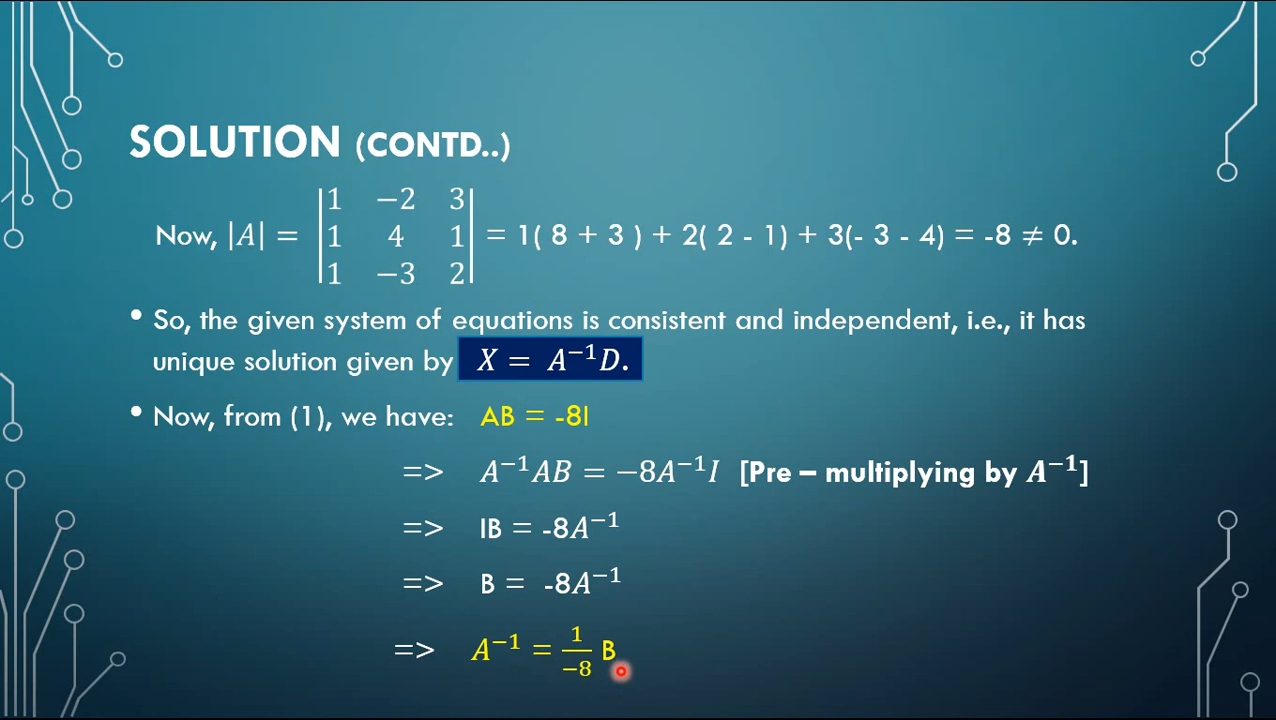 SOLUTION (CONTD..)
Now, |A| = |1 −2 3; 1 4 1; 1 −3 2| = 1( 8 + 3 ) + 2( 2 - 1) + 3(- 3 - 4) = -8 ≠ 0.
• So, the given system of equations is consistent and independent, i.e., it has
unique solution given by X = A⁻¹D.
• Now, from (1), we have: AB = -8I
=> A⁻¹AB = −8A⁻¹I [Pre – multiplying by A⁻¹]
=> IB = -8A⁻¹
=> B = -8A⁻¹
=> A⁻¹ = 1/−8 B